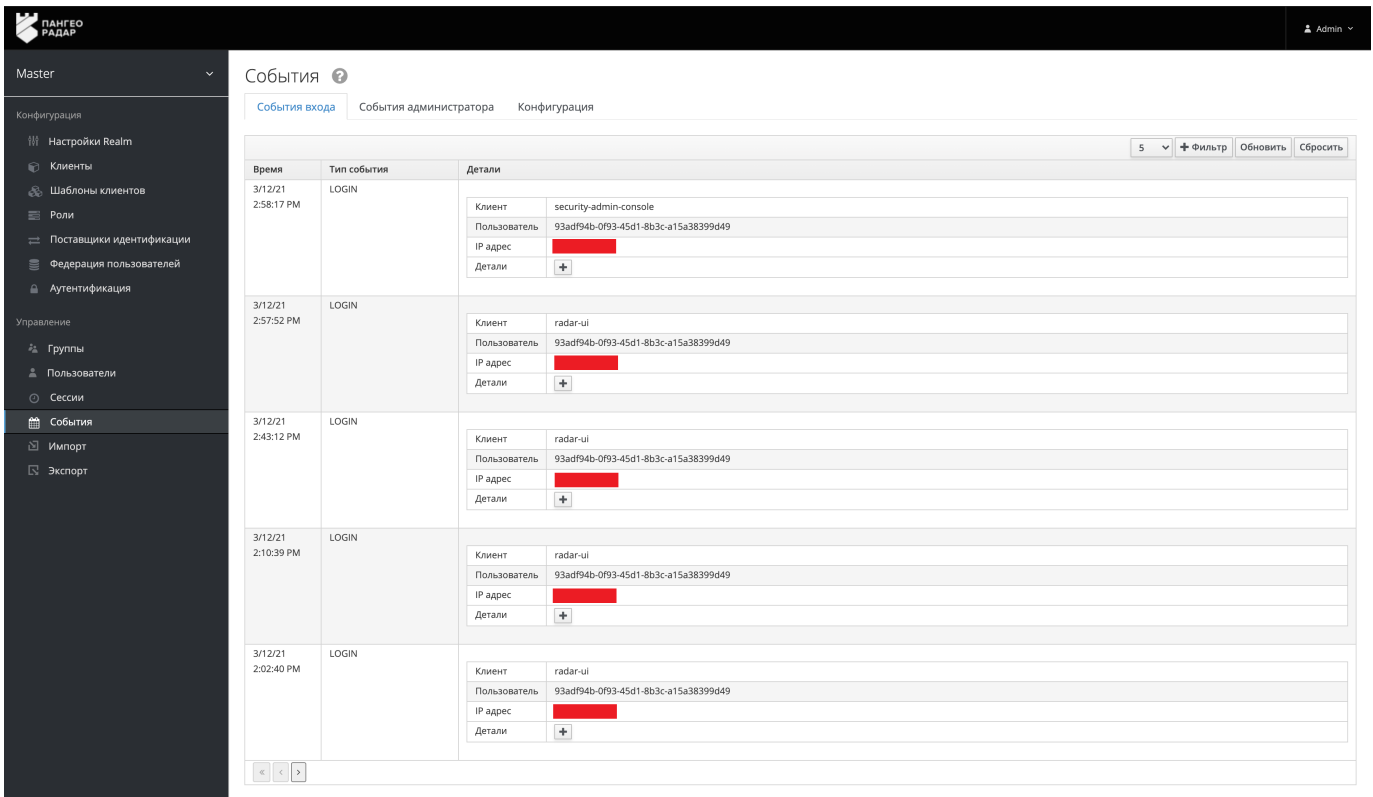 ПАНГЕО
РАДАР
Admin
Master
Конфигурация
Настройки Realm
Клиенты
Шаблоны клиентов
Роли
Поставщики идентификации
Федерация пользователей
Аутентификация
Управление
Группы
Пользователи
Сессии
События
Импорт
Экспорт
События ?
События входа События администратора Конфигурация
5 + Фильтр Обновить Сбросить
Время Тип события Детали
3/12/21 LOGIN
2:58:17 PM
Клиент security-admin-console
Пользователь 93adf94b-0f93-45d1-8b3c-a15a38399d49
IP адрес
Детали +
3/12/21 LOGIN
2:57:52 PM
Клиент radar-ui
Пользователь 93adf94b-0f93-45d1-8b3c-a15a38399d49
IP адрес
Детали +
3/12/21 LOGIN
2:43:12 PM
Клиент radar-ui
Пользователь 93adf94b-0f93-45d1-8b3c-a15a38399d49
IP адрес
Детали +
3/12/21 LOGIN
2:10:39 PM
Клиент radar-ui
Пользователь 93adf94b-0f93-45d1-8b3c-a15a38399d49
IP адрес
Детали +
3/12/21 LOGIN
2:02:40 PM
Клиент radar-ui
Пользователь 93adf94b-0f93-45d1-8b3c-a15a38399d49
IP адрес
Детали +
« ‹ ›